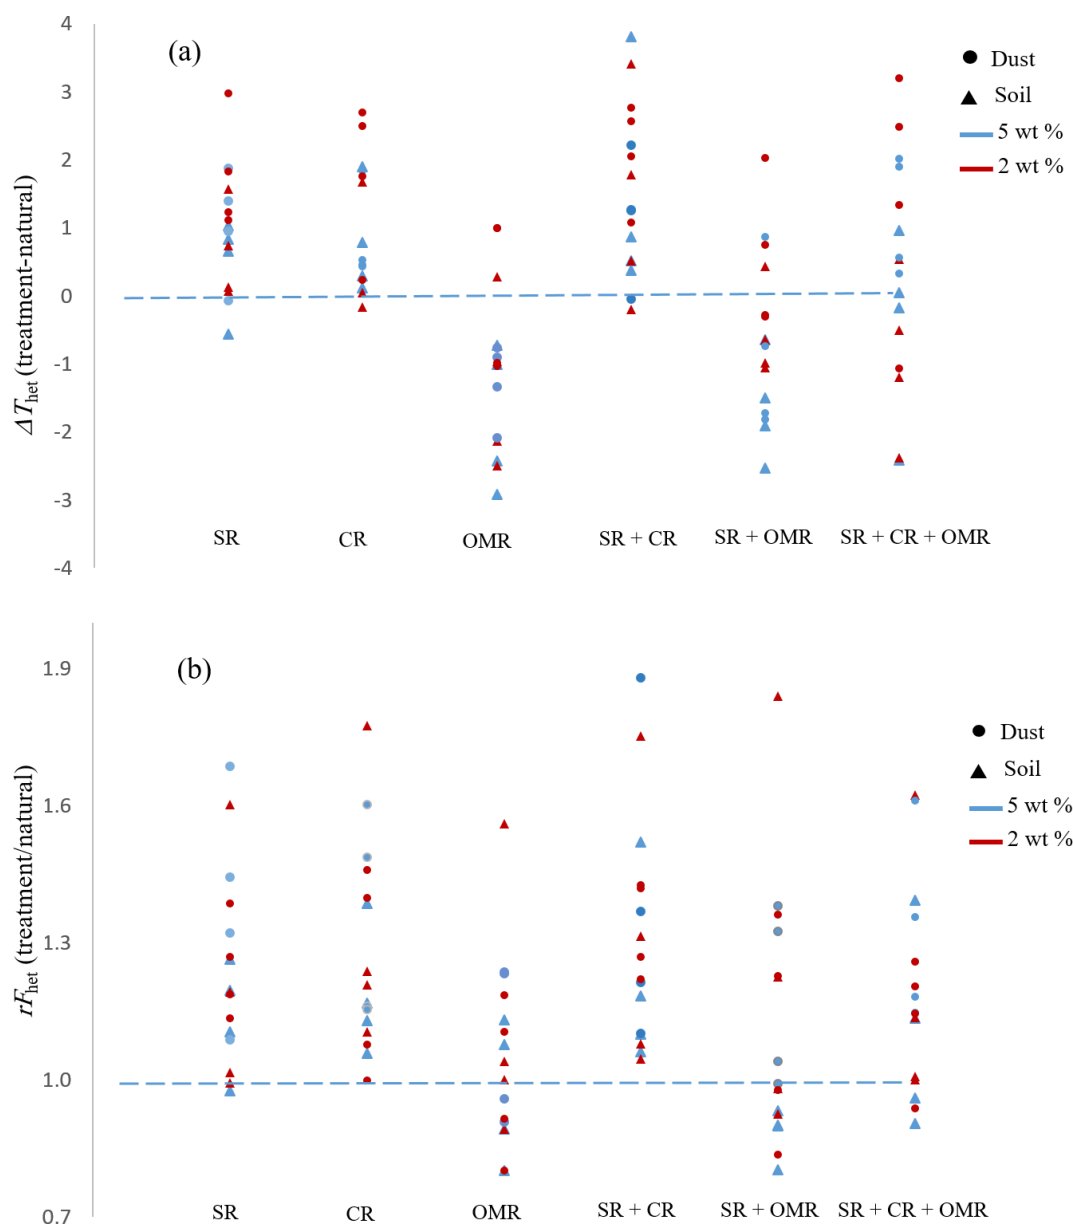 4
(a)
Dust
3
Soil
5 wt %
2
2 wt %
1
0
-1
-2
-3
-4
ΔT_het (treatment-natural)
SR CR OMR SR + CR SR + OMR SR + CR + OMR
1.9
(b)
Dust
Soil
1.6
5 wt %
2 wt %
1.3
1.0
0.7
rF_het (treatment/natural)
SR CR OMR SR + CR SR + OMR SR + CR + OMR